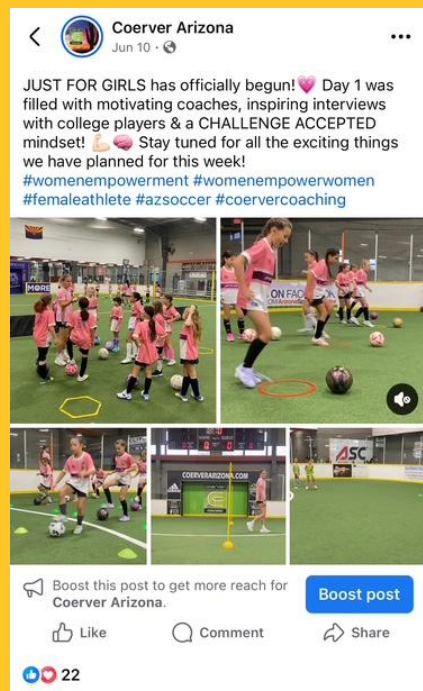 Coerver Arizona
Jun 10 ·
JUST FOR GIRLS has officially begun!💗 Day 1 was
filled with motivating coaches, inspiring interviews
with college players & a CHALLENGE ACCEPTED
mindset! 💪🏻🧠 Stay tuned for all the exciting things
we have planned for this week!
#womenempowerment #womenempowerwomen
#femaleathlete #azsoccer #coervercoaching
MORE
ON FAC
COERVERARIZONA.COM
ASC
Boost this post to get more reach for
Coerver Arizona.
Boost post
Like
Comment
Share
22